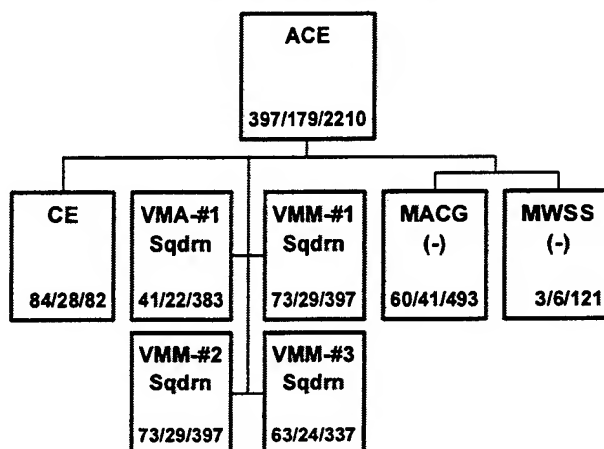 ACE
397/179/2210
CE
84/28/82
VMA-#1
Sqdrn
41/22/383
VMM-#1
Sqdrn
73/29/397
MACG
(-)
60/41/493
MWSS
(-)
3/6/121
VMM-#2
Sqdrn
73/29/397
VMM-#3
Sqdrn
63/24/337